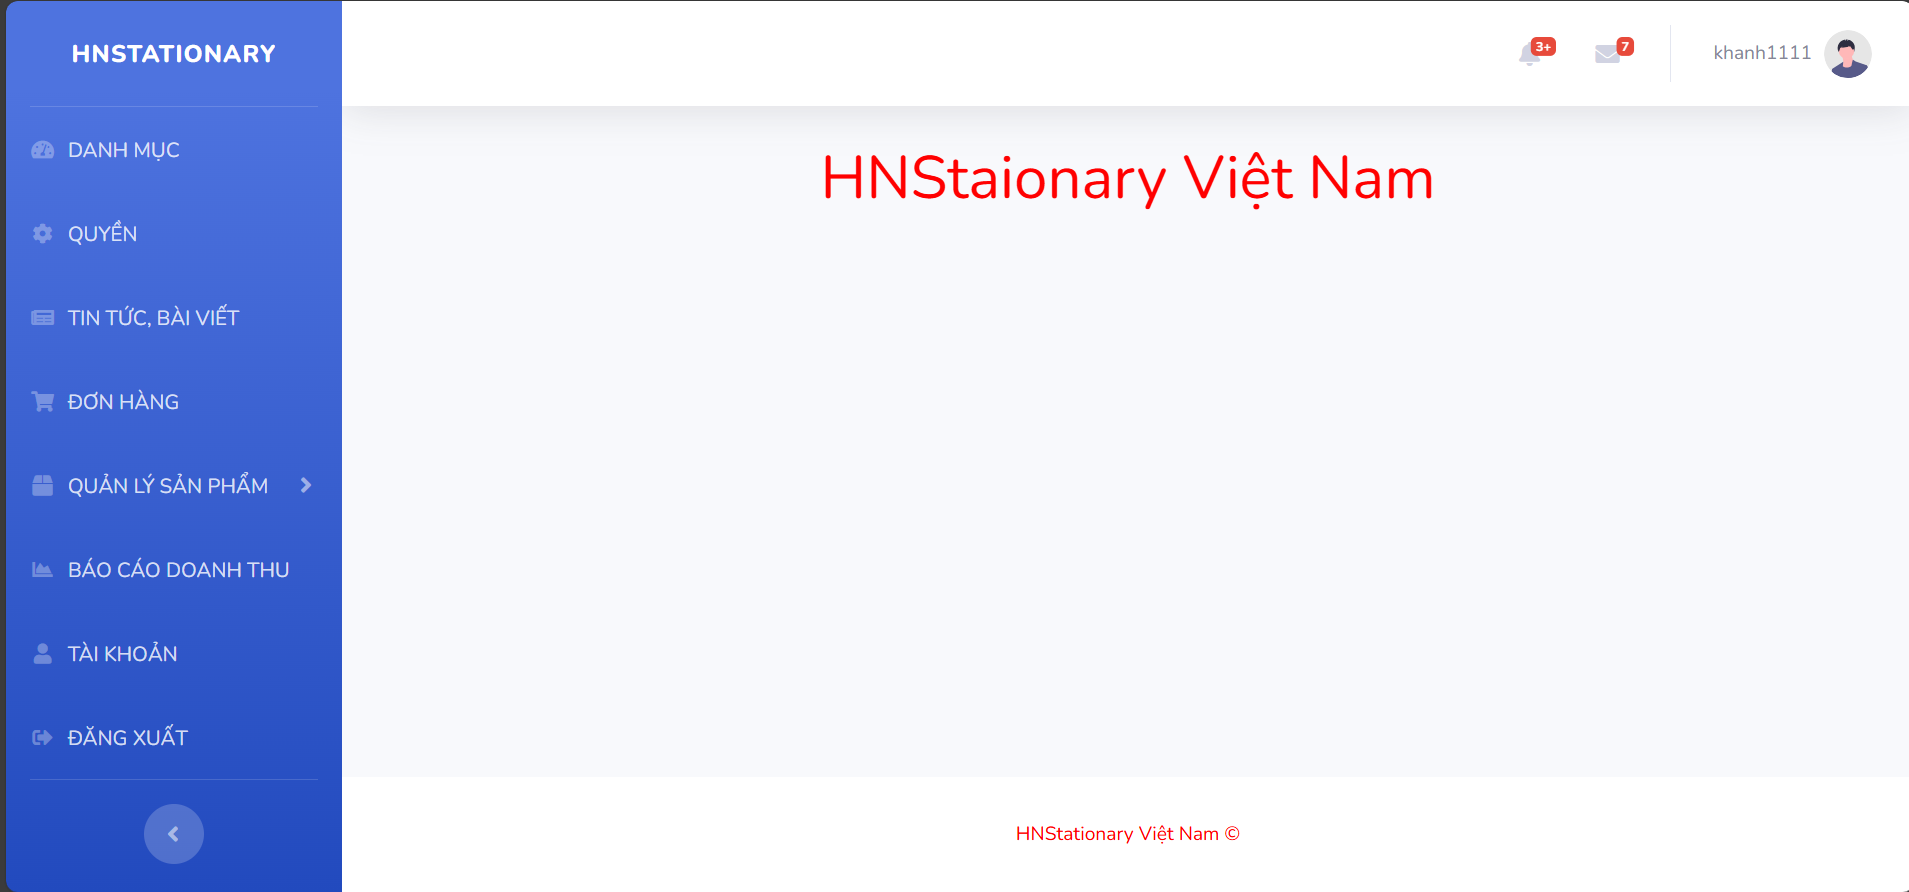 HNSTATIONARY
3+
7
khanh1111
DANH MỤC
QUYỀN
TIN TỨC, BÀI VIẾT
ĐƠN HÀNG
QUẢN LÝ SẢN PHẨM
BÁO CÁO DOANH THU
TÀI KHOẢN
ĐĂNG XUẤT
HNStaionary Việt Nam
HNStationary Việt Nam ©